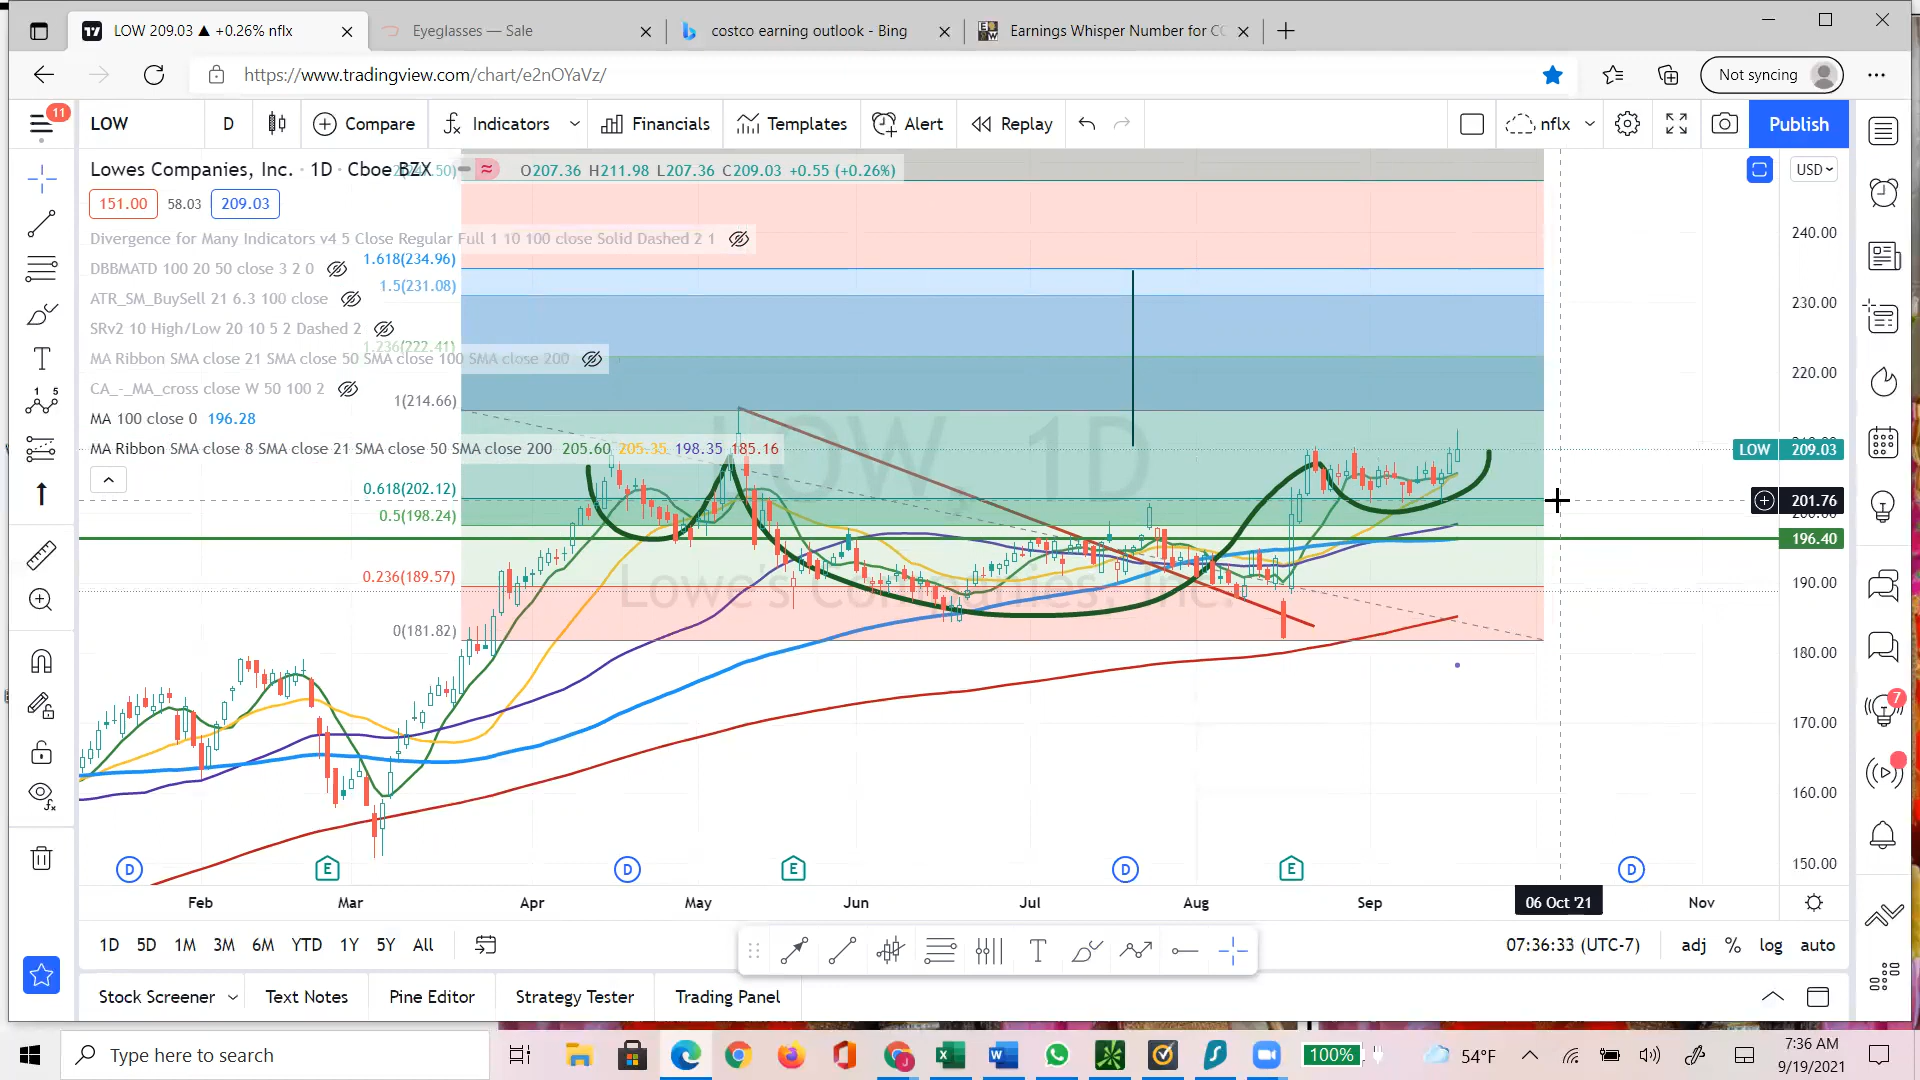 LOW 209.03 ▲ +0.26% nflx
Eyeglasses — Sale
costco earning outlook - Bing
Earnings Whisper Number for CO
https://www.tradingview.com/chart/e2nOYaVz/
Not syncing
11
LOW
D
Compare
Indicators
Financials
Templates
Alert
Replay
nflx
Publish
Lowes Companies, Inc. · 1D · Cboe BZX
O207.36 H211.98 L207.36 C209.03 +0.55 (+0.26%)
USD
151.00
58.03
209.03
Divergence for Many Indicators v4 5 Close Regular Full 1 10 100 close Solid Dashed 2 1
DBBMATD 100 20 50 close 3 2 0
1.618(234.96)
1.5(231.08)
ATR_SM_BuySell 21 6.3 100 close
SRv2 10 High/Low 20 10 5 2 Dashed 2
1.236(222.41)
MA Ribbon SMA close 21 SMA close 50 SMA close 100 SMA close 200
CA_-_MA_cross close W 50 100 2
1(214.66)
MA 100 close 0 196.28
MA Ribbon SMA close 8 SMA close 21 SMA close 50 SMA close 200 205.60 205.35 198.35 185.16
0.618(202.12)
0.5(198.24)
0.236(189.57)
0(181.82)
LOW, 1D
Lowe's Companies, Inc.
240.00
230.00
220.00
LOW 209.03
201.76
200.00
196.40
190.00
180.00
170.00
160.00
150.00
D
E
D
E
D
E
D
Feb
Mar
Apr
May
Jun
Jul
Aug
Sep
06 Oct '21
Nov
1D 5D 1M 3M 6M YTD 1Y 5Y All
07:36:33 (UTC-7)
adj % log auto
Stock Screener
Text Notes
Pine Editor
Strategy Tester
Trading Panel
7
Type here to search
100%
54°F
7:36 AM
9/19/2021